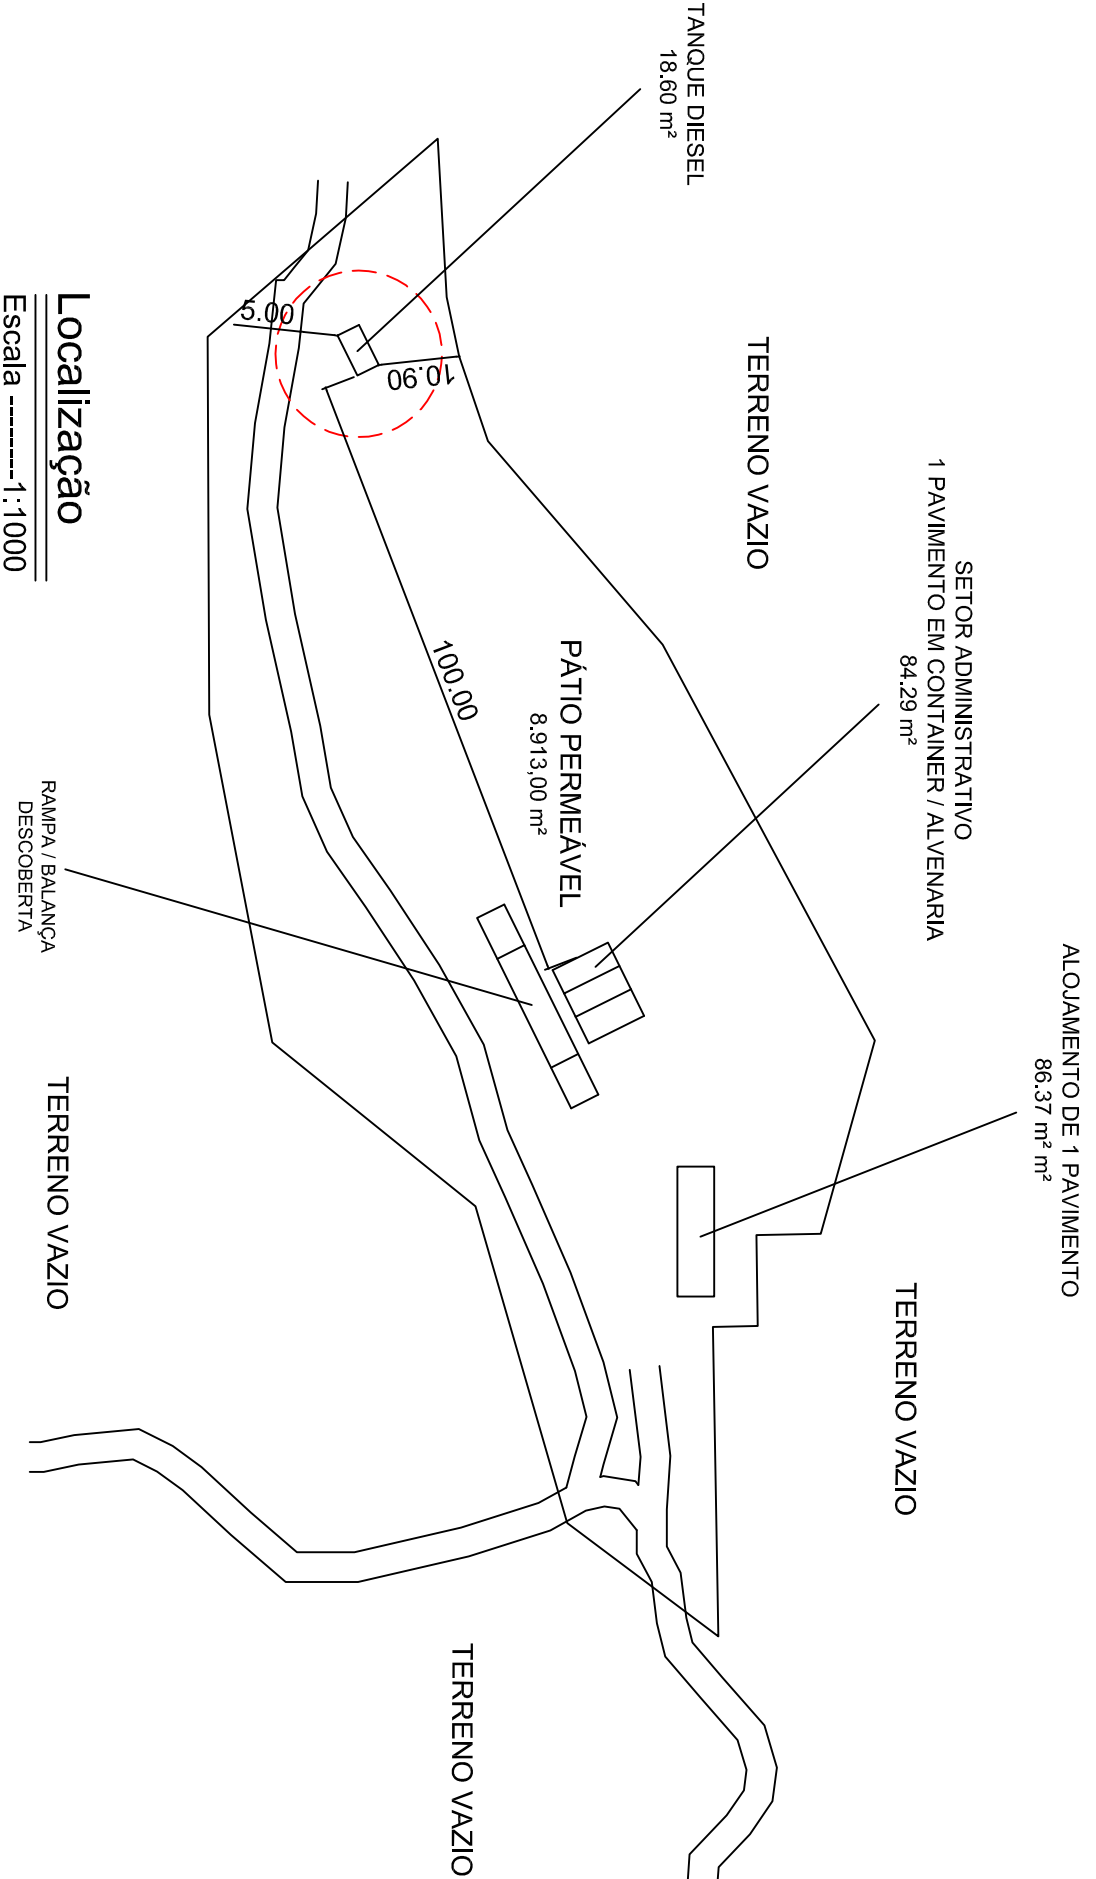 TANQUE DIESEL
18.60 m²
TERRENO VAZIO
SETOR ADMINISTRATIVO
1 PAVIMENTO EM CONTAINER / ALVENARIA
84.29 m²
ALOJAMENTO DE 1 PAVIMENTO
86.37 m² m²
TERRENO VAZIO
5.00
10.90
100.00
PÁTIO PERMEÁVEL
8.913,00 m²
RAMPA / BALANÇA
DESCOBERTA
TERRENO VAZIO
TERRENO VAZIO
Localização
Escala --------1:1000